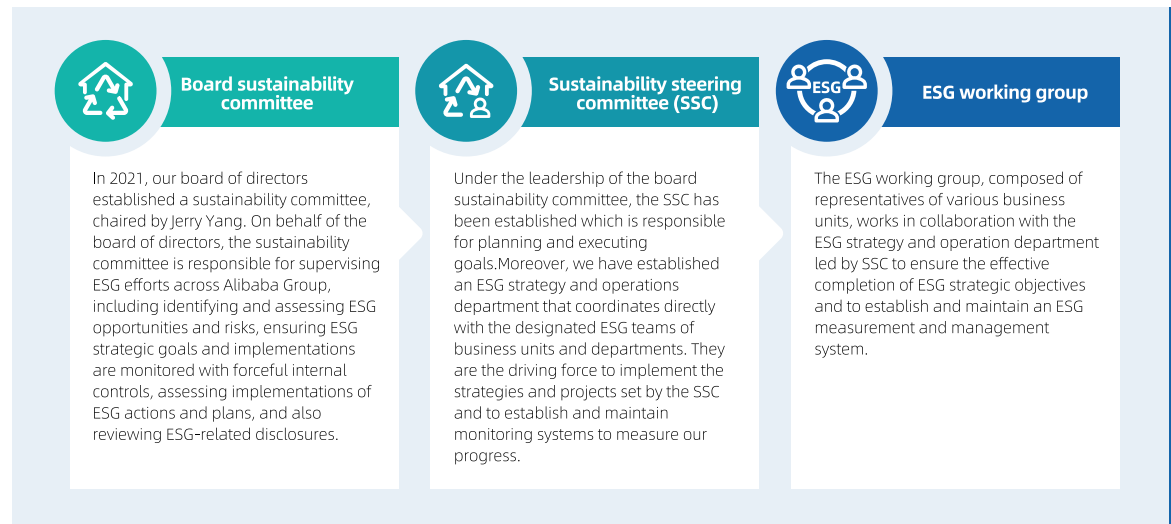 Board sustainability
committee
In 2021, our board of directors
established a sustainability committee,
chaired by Jerry Yang. On behalf of the
board of directors, the sustainability
committee is responsible for supervising
ESG efforts across Alibaba Group,
including identifying and assessing ESG
opportunities and risks, ensuring ESG
strategic goals and implementations
are monitored with forceful internal
controls, assessing implementations of
ESG actions and plans, and also
reviewing ESG-related disclosures.
Sustainability steering
committee (SSC)
Under the leadership of the board
sustainability committee, the SSC has
been established which is responsible
for planning and executing
goals.Moreover, we have established
an ESG strategy and operations
department that coordinates directly
with the designated ESG teams of
business units and departments. They
are the driving force to implement the
strategies and projects set by the SSC
and to establish and maintain
monitoring systems to measure our
progress.
ESG
ESG working group
The ESG working group, composed of
representatives of various business
units, works in collaboration with the
ESG strategy and operation department
led by SSC to ensure the effective
completion of ESG strategic objectives
and to establish and maintain an ESG
measurement and management
system.